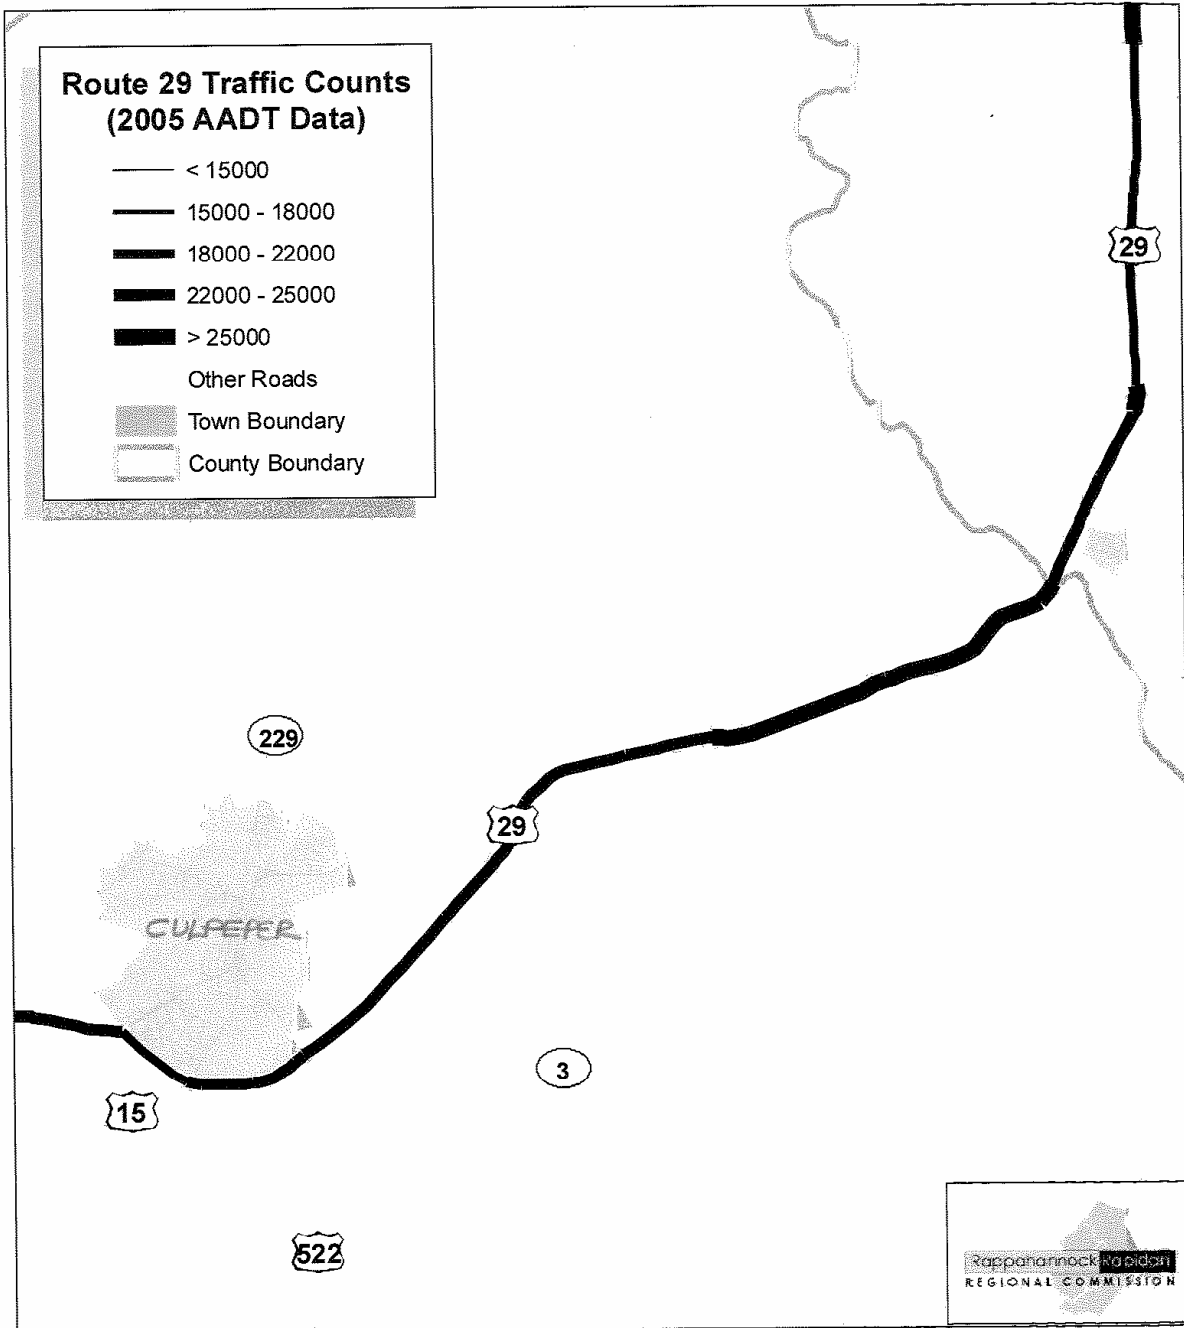 Route 29 Traffic Counts
(2005 AADT Data)
< 15000
15000 - 18000
18000 - 22000
22000 - 25000
> 25000
Other Roads
Town Boundary
County Boundary
29
229
29
CULPEPER
3
15
522
Rappahannock Rapidan
REGIONAL COMMISSION